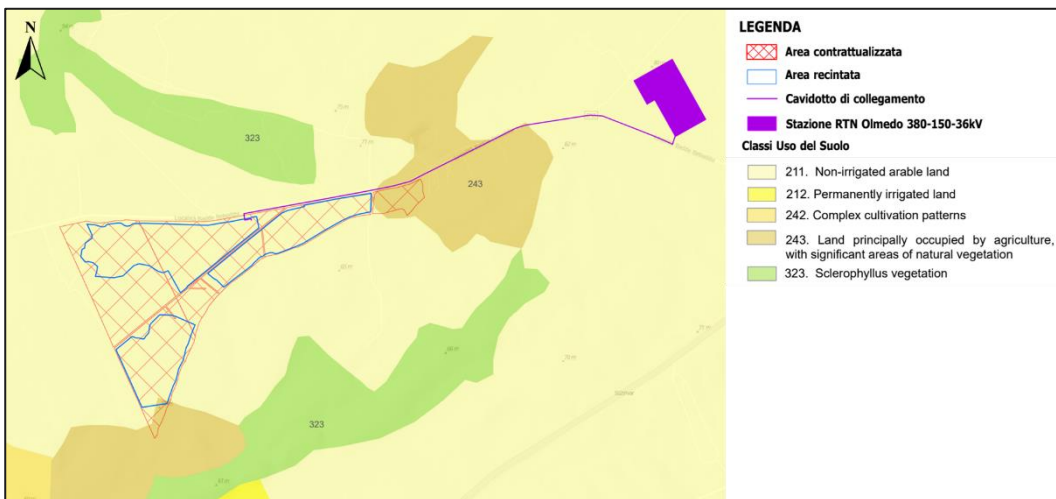 N
323
243
323
LEGENDA
Area contrattualizzata
Area recintata
Cavidotto di collegamento
Stazione RTN Olmedo 380-150-36kV
Classi Uso del Suolo
211. Non-irrigated arable land
212. Permanently irrigated land
242. Complex cultivation patterns
243. Land principally occupied by agriculture,
with significant areas of natural vegetation
323. Sclerophyllus vegetation